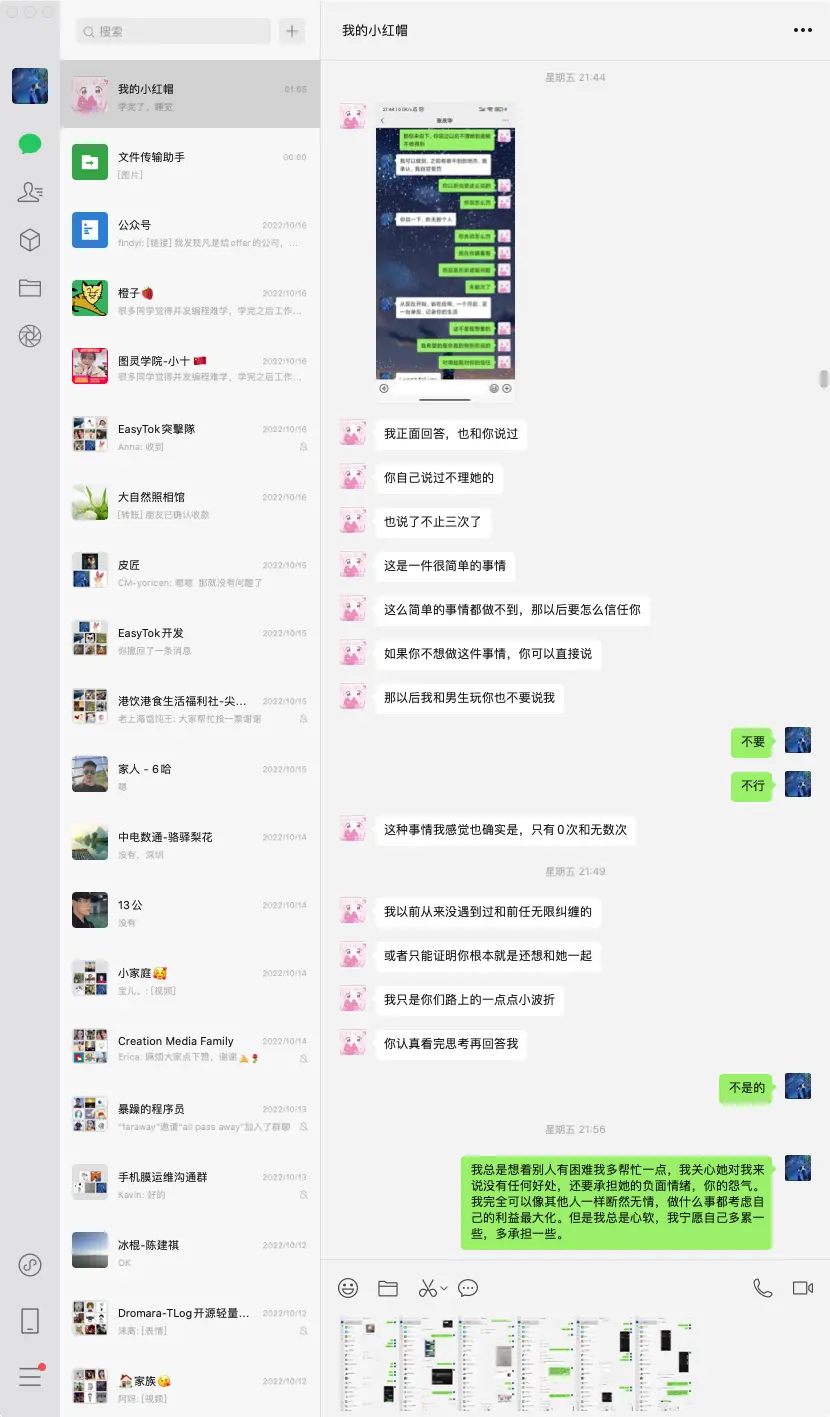 搜索
我的小红帽
01:55
学完了，睡觉
文件传输助手
00:00
[图片]
公众号
2022/10/16
findyi: [链接] 我发现凡是给offer的公司，...
橙子🍓
2022/10/16
很多同学觉得并发编程难学，学完之后工作...
图灵学院-小十🇨🇳
2022/10/16
很多同学觉得并发编程难学，学完之后工作...
EasyTok突擊隊
2022/10/16
Anna: 收到
大自然照相馆
2022/10/16
[转账] 朋友已确认收款
皮匠
2022/10/15
CM-yoricen: 嗯嗯 那就没有问题了
EasyTok开发
2022/10/15
你撤回了一条消息
港饮港食生活福利社-尖...
2022/10/15
老上海馄饨王: 大家帮忙投一票谢谢
家人 - 6哈
2022/10/15
嗯
中电数通-骆驿梨花
2022/10/14
没有，深圳
13公
2022/10/14
没有
小家庭🥰
2022/10/14
宝儿。: [视频]
Creation Media Family
2022/10/14
Erica: 麻烦大家点下赞，谢谢🙏🌹
暴躁的程序员
2022/10/13
"faraway"邀请"all pass away"加入了群聊
手机膜运维沟通群
2022/10/13
Kavin: 好的
冰棍-陈建祺
2022/10/12
OK
Dromara-TLog开源轻量...
2022/10/12
沫离: [表情]
🏠家族😘
2022/10/12
阿妈: [视频]
我的小红帽
星期五 21:44
我正面回答，也和你说过
你自己说过不理她的
也说了不止三次了
这是一件很简单的事情
这么简单的事情都做不到，那以后要怎么信任你
如果你不想做这件事情，你可以直接说
那以后我和男生玩你也不要说我
不要
不行
这种事情我感觉也确实是，只有0次和无数次
星期五 21:49
我以前从来没遇到过和前任无限纠缠的
或者只能证明你根本就是还想和她一起
我只是你们路上的一点点小波折
你认真看完思考再回答我
不是的
星期五 21:56
我总是想着别人有困难我多帮忙一点，我关心她对我来
说没有任何好处，还要承担她的负面情绪，你的怨气。
我完全可以像其他人一样断然无情，做什么事都考虑自
己的利益最大化。但是我总是心软，我宁愿自己多累一
些，多承担一些。